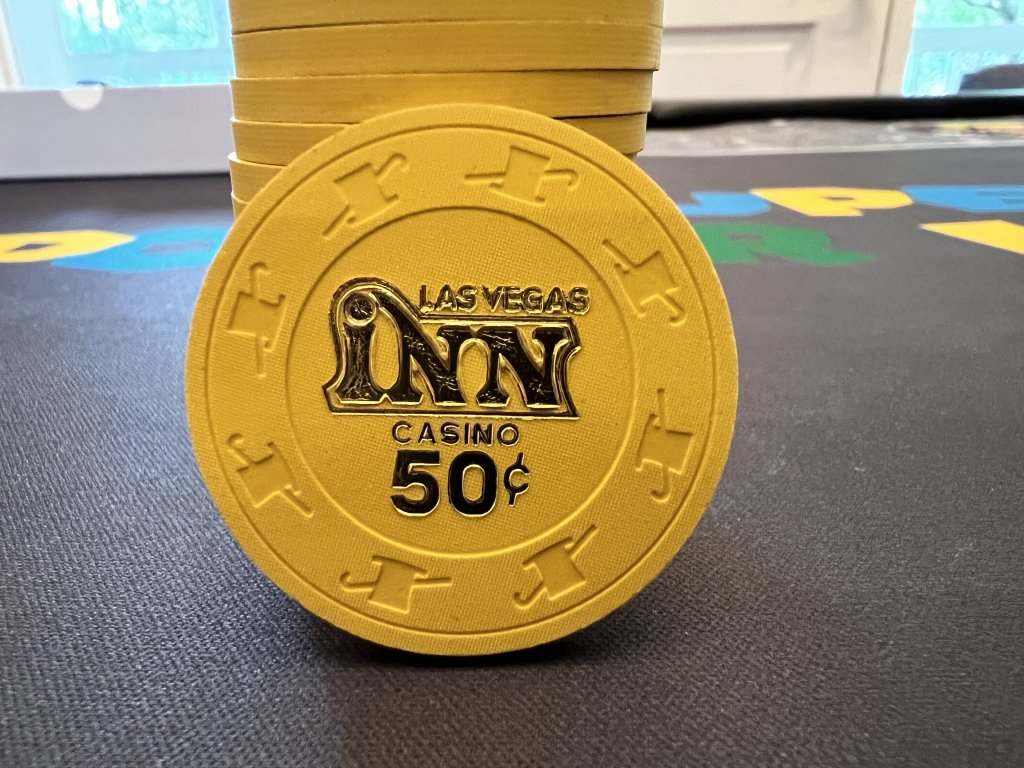 LAS VEGAS
iNN
CASINO
50¢